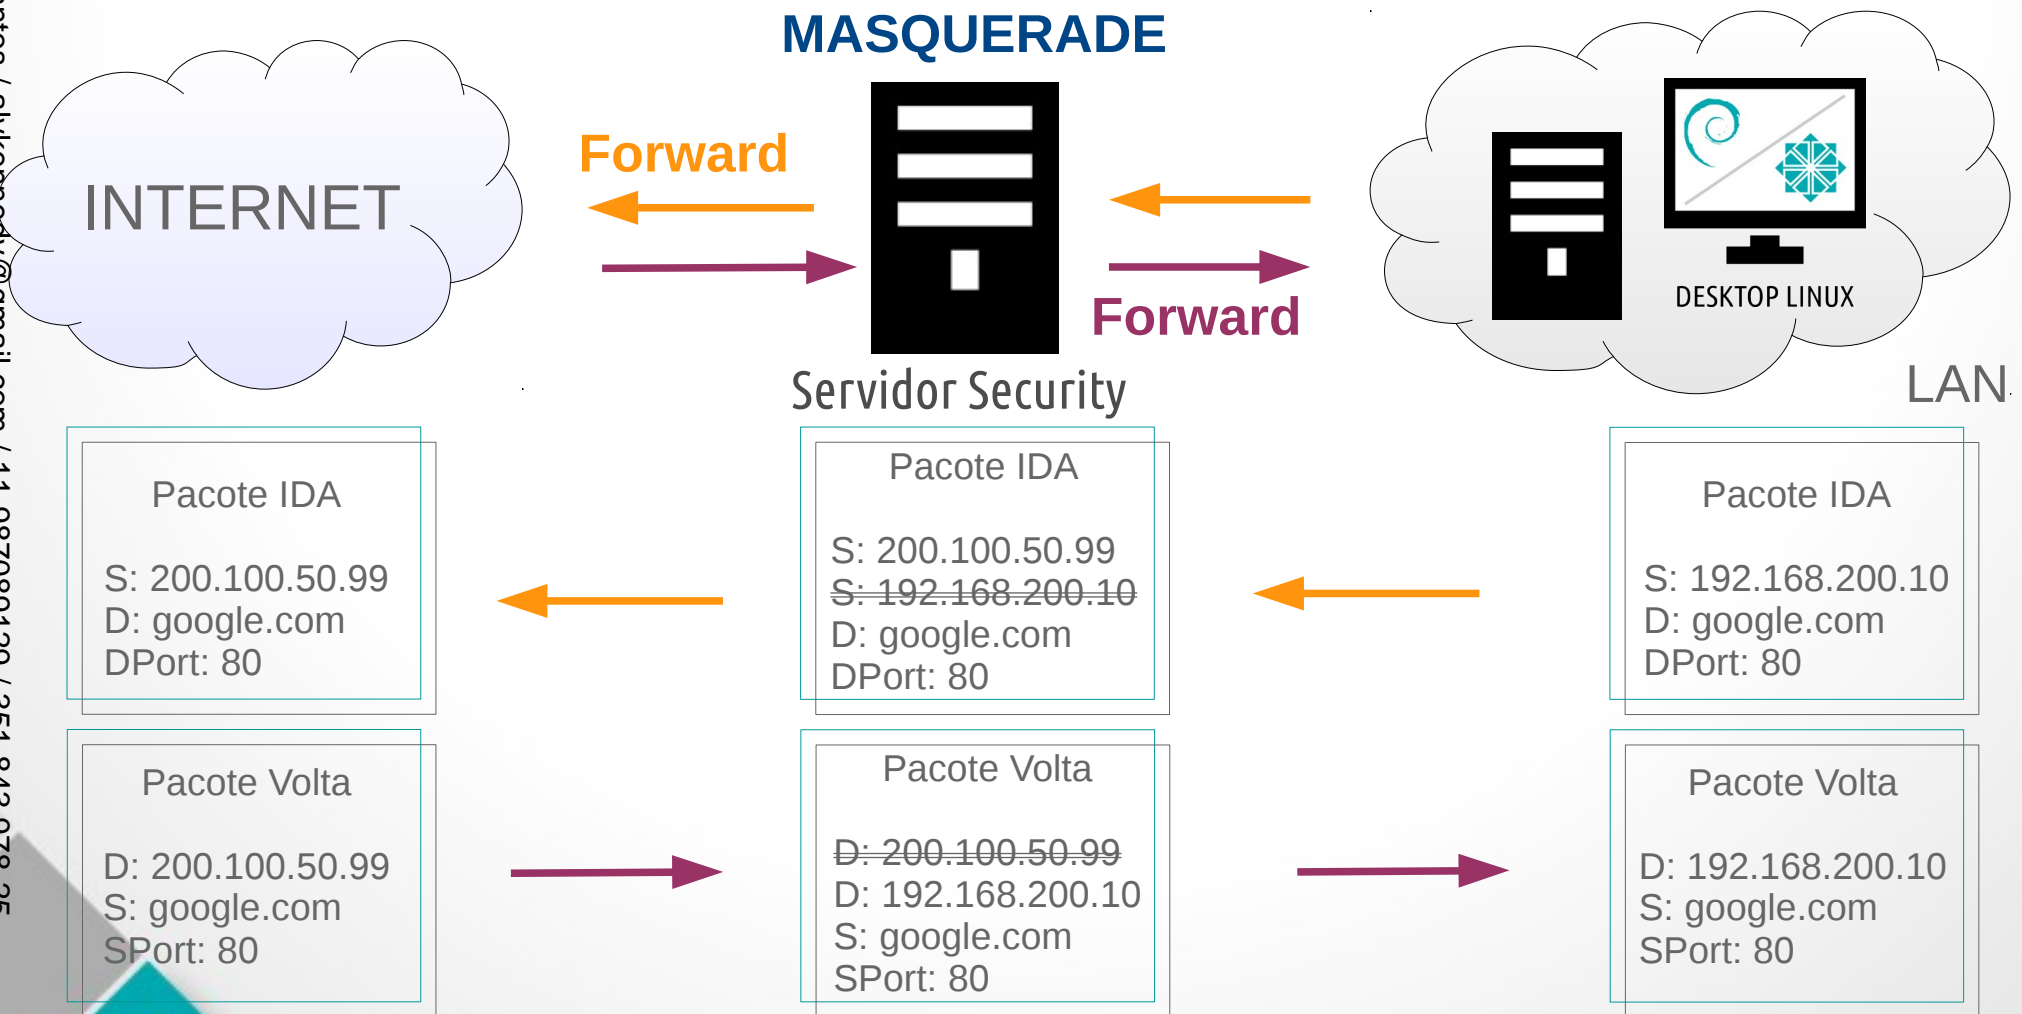 MASQUERADE
Forward
INTERNET
Forward
DESKTOP LINUX
Servidor Security
LAN
Pacote IDA
S: 200.100.50.99
D: google.com
DPort: 80
Pacote IDA
S: 200.100.50.99
S: 192.168.200.10
D: google.com
DPort: 80
Pacote IDA
S: 192.168.200.10
D: google.com
DPort: 80
Pacote Volta
D: 200.100.50.99
S: google.com
SPort: 80
Pacote Volta
D: 200.100.50.99
D: 192.168.200.10
S: google.com
SPort: 80
Pacote Volta
D: 192.168.200.10
S: google.com
SPort: 80